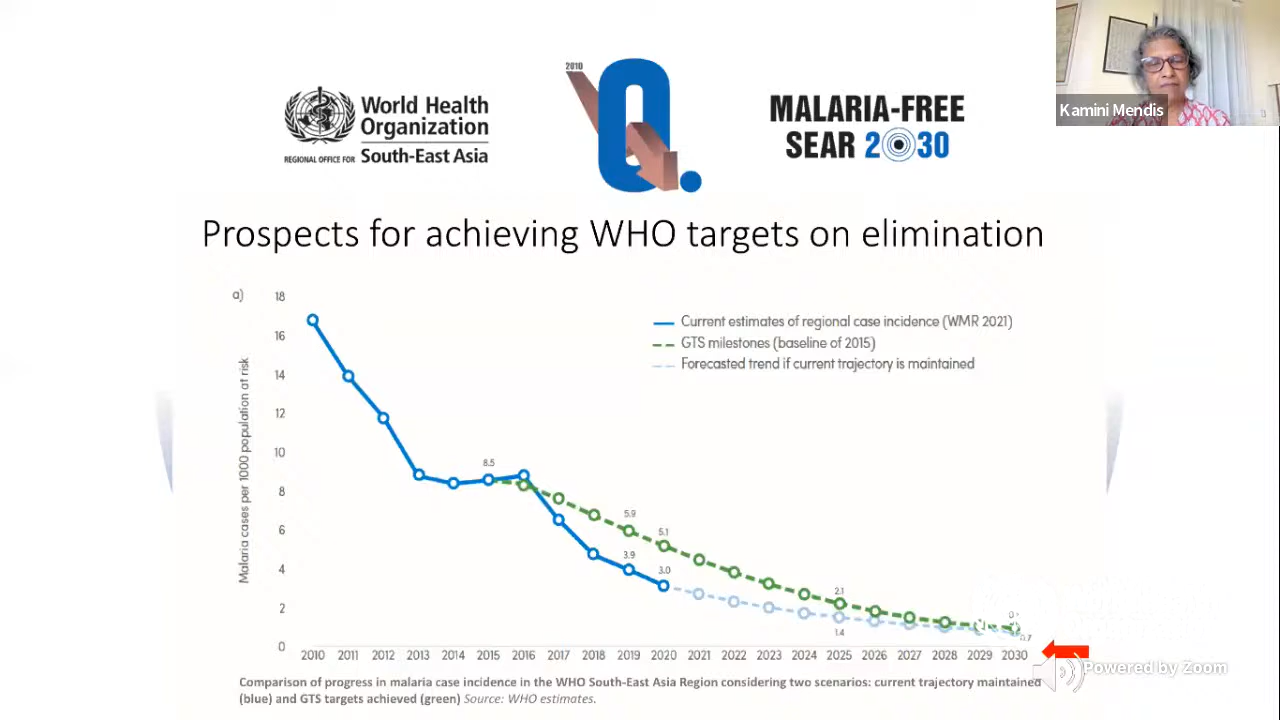 Kamini Mendis
World Health
Organization
REGIONAL OFFICE FOR South-East Asia
2010
0.
MALARIA-FREE
SEAR 2030
Prospects for achieving WHO targets on elimination
a)
Malaria cases per 1000 population at risk
18
16
14
12
10
8
6
4
2
0
Current estimates of regional case incidence (WMR 2021)
GTS milestones (baseline of 2015)
Forecasted trend if current trajectory is maintained
8.5
5.9
5.1
3.9
3.0
2.1
1.4
0.7
2010 2011 2012 2013 2014 2015 2016 2017 2018 2019 2020 2021 2022 2023 2024 2025 2026 2027 2028 2029 2030
Comparison of progress in malaria case incidence in the WHO South-East Asia Region considering two scenarios: current trajectory maintained
(blue) and GTS targets achieved (green) Source: WHO estimates.
Powered by Zoom